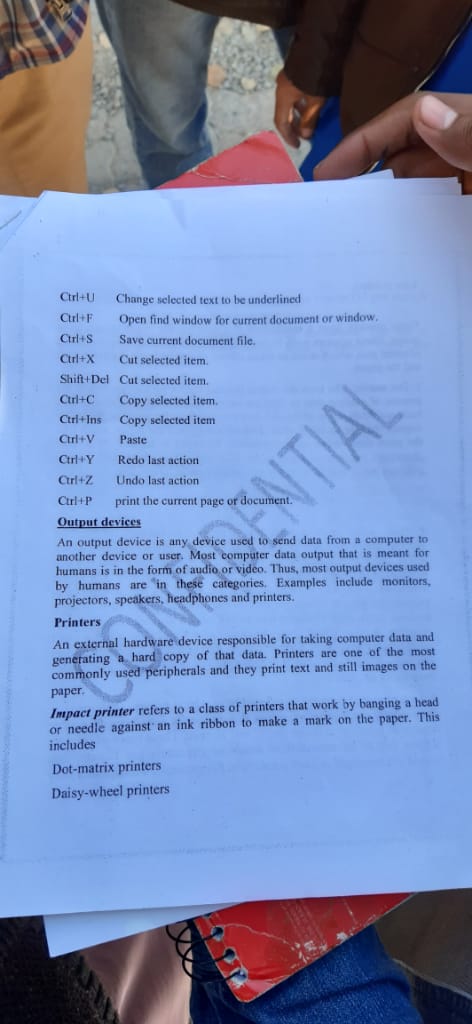 Ctrl+U Change selected text to be underlined
Ctrl+F Open find window for current document or window.
Ctrl+S Save current document file.
Ctrl+X Cut selected item.
Shift+Del Cut selected item.
Ctrl+C Copy selected item.
Ctrl+Ins Copy selected item
Ctrl+V Paste
Ctrl+Y Redo last action
Ctrl+Z Undo last action
Ctrl+P print the current page or document.
Output devices
An output device is any device used to send data from a computer to
another device or user. Most computer data output that is meant for
humans is in the form of audio or video. Thus, most output devices used
by humans are in these categories. Examples include monitors,
projectors, speakers, headphones and printers.
Printers
An external hardware device responsible for taking computer data and
generating a hard copy of that data. Printers are one of the most
commonly used peripherals and they print text and still images on the
paper.
Impact printer refers to a class of printers that work by banging a head
or needle against an ink ribbon to make a mark on the paper. This
includes
Dot-matrix printers
Daisy-wheel printers
CONFIDENTIAL